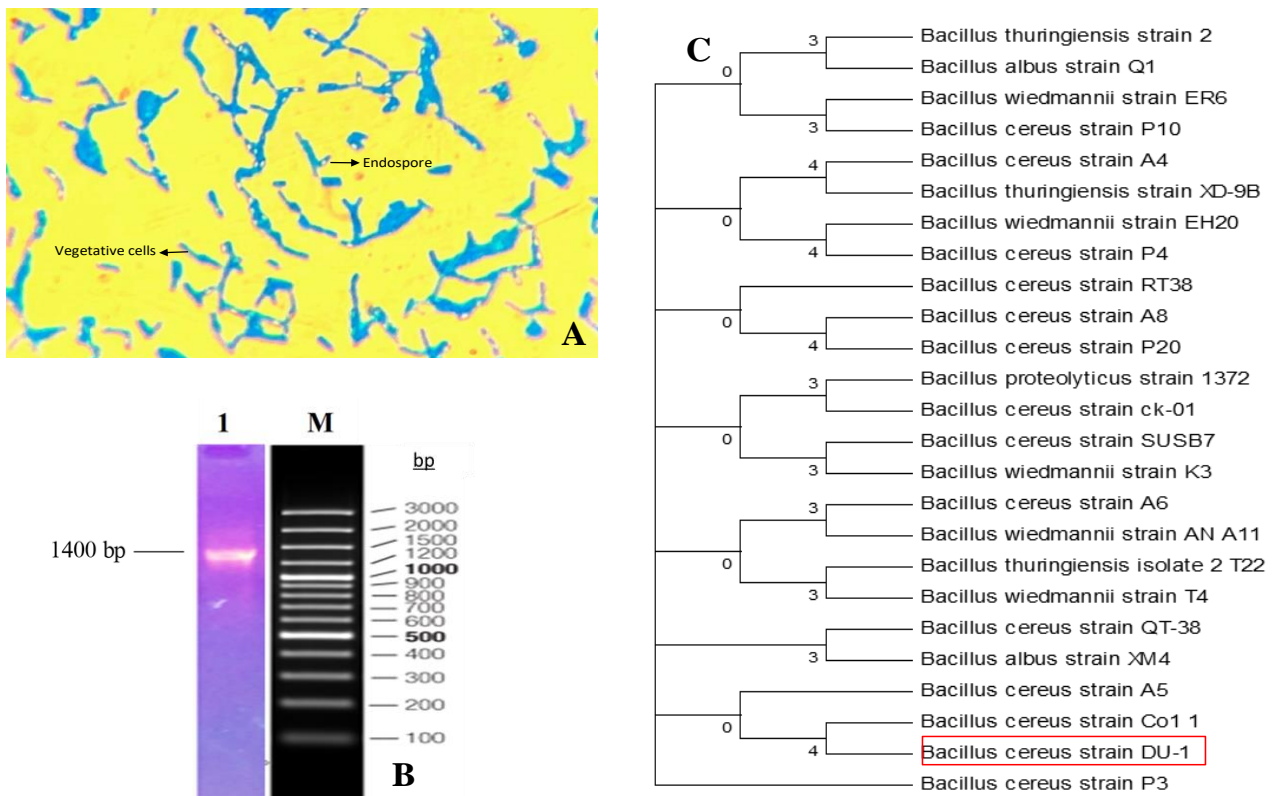 Endospore
Vegetative cells
A
1
M
bp
1400 bp
3000
2000
1500
1200
1000
900
800
700
600
500
400
300
200
100
B
C
Bacillus thuringiensis strain 2
3
Bacillus albus strain Q1
0
Bacillus wiedmannii strain ER6
3
Bacillus cereus strain P10
Bacillus cereus strain A4
4
Bacillus thuringiensis strain XD-9B
0
Bacillus wiedmannii strain EH20
4
Bacillus cereus strain P4
Bacillus cereus strain RT38
0
Bacillus cereus strain A8
4
Bacillus cereus strain P20
3
Bacillus proteolyticus strain 1372
Bacillus cereus strain ck-01
0
Bacillus cereus strain SUSB7
3
Bacillus wiedmannii strain K3
3
Bacillus cereus strain A6
Bacillus wiedmannii strain AN A11
0
Bacillus thuringiensis isolate 2 T22
3
Bacillus wiedmannii strain T4
Bacillus cereus strain QT-38
3
Bacillus albus strain XM4
Bacillus cereus strain A5
0
Bacillus cereus strain Co1 1
4
Bacillus cereus strain DU-1
Bacillus cereus strain P3